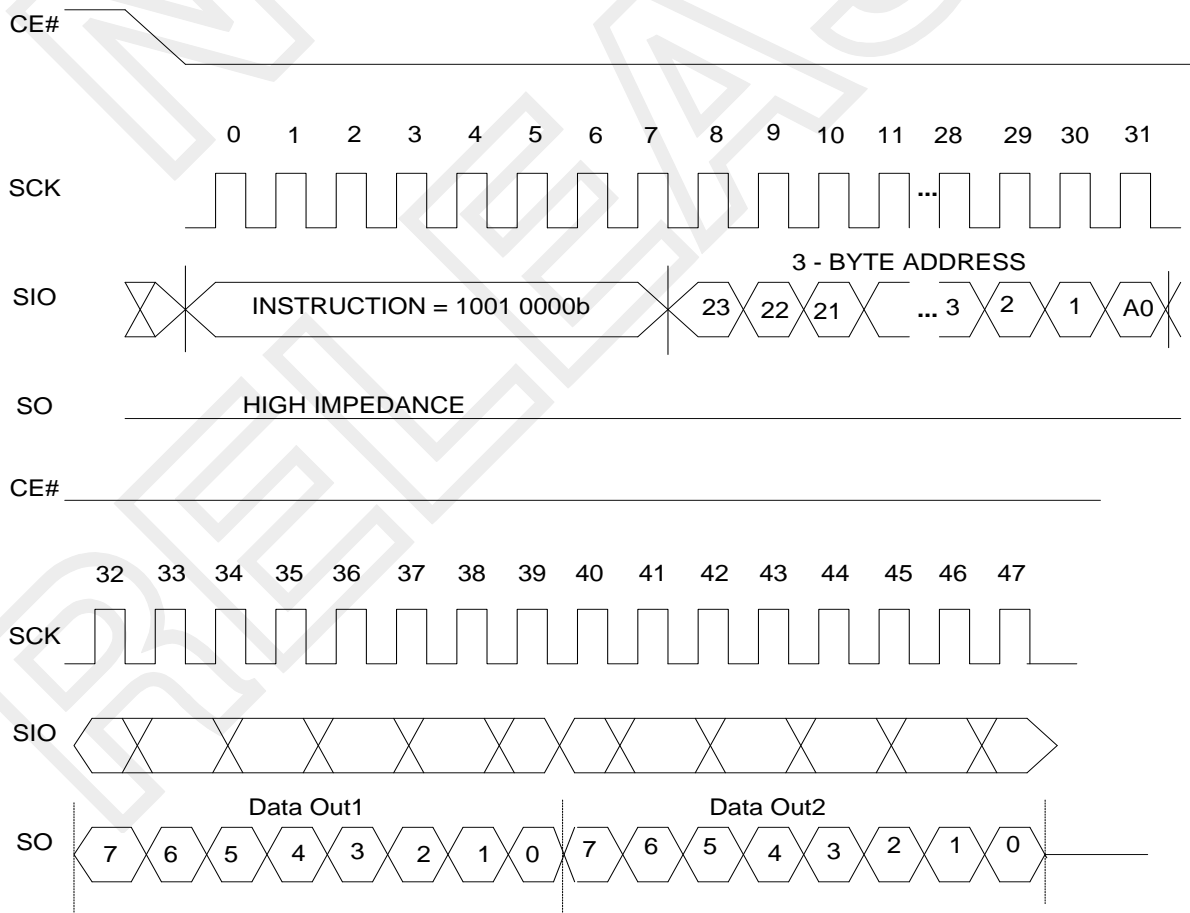 CE#
0 1 2 3 4 5 6 7 8 9 10 11 28 29 30 31
SCK ...
3 - BYTE ADDRESS
SIO INSTRUCTION = 1001 0000b 23 22 21 ... 3 2 1 A0
SO HIGH IMPEDANCE
CE#
32 33 34 35 36 37 38 39 40 41 42 43 44 45 46 47
SCK
SIO
Data Out1 Data Out2
SO 7 6 5 4 3 2 1 0 7 6 5 4 3 2 1 0